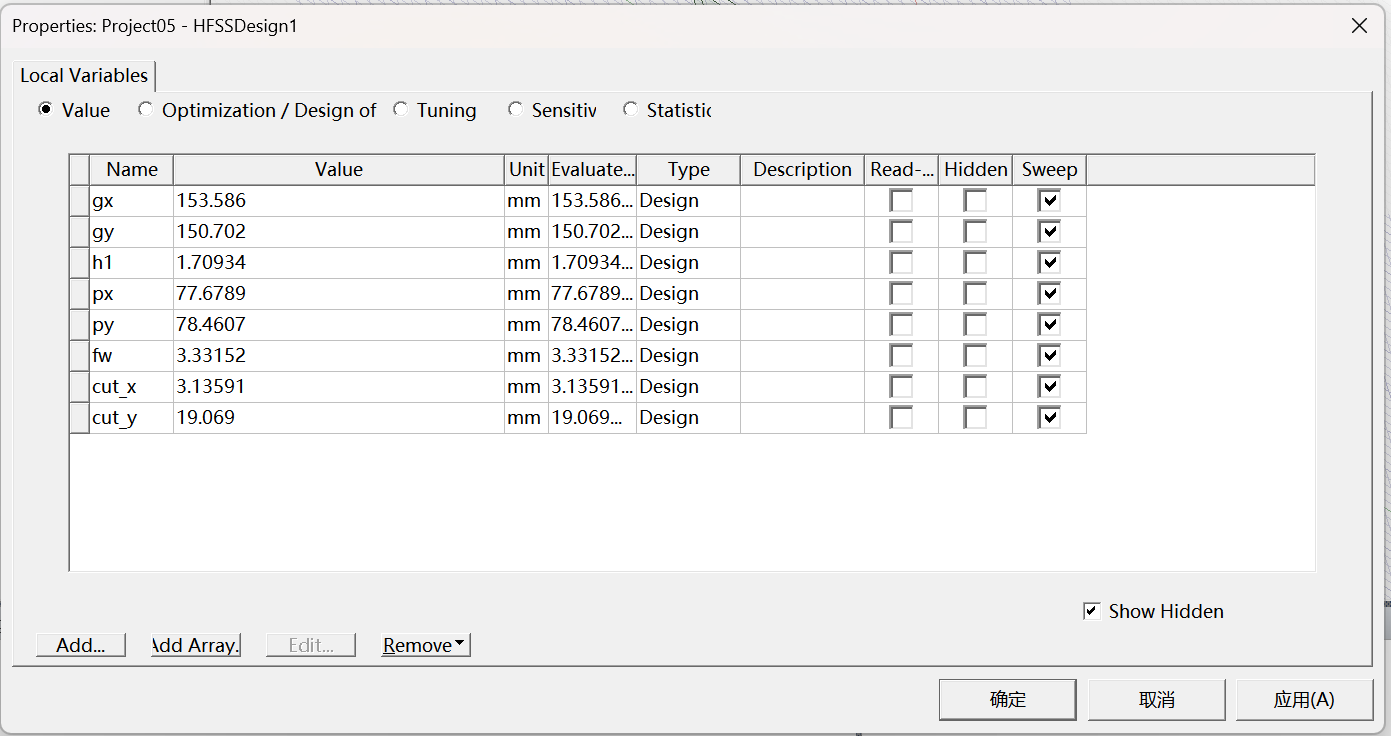 Properties: Project05 - HFSSDesign1
Local Variables
Value Optimization / Design of Tuning Sensitiv Statistic
Name Value Unit Evaluate... Type Description Read-... Hidden Sweep
gx 153.586 mm 153.586... Design
gy 150.702 mm 150.702... Design
h1 1.70934 mm 1.70934... Design
px 77.6789 mm 77.6789... Design
py 78.4607 mm 78.4607... Design
fw 3.33152 mm 3.33152... Design
cut_x 3.13591 mm 3.13591... Design
cut_y 19.069 mm 19.069... Design
Show Hidden
Add... Add Array. Edit... Remove
确定 取消 应用(A)